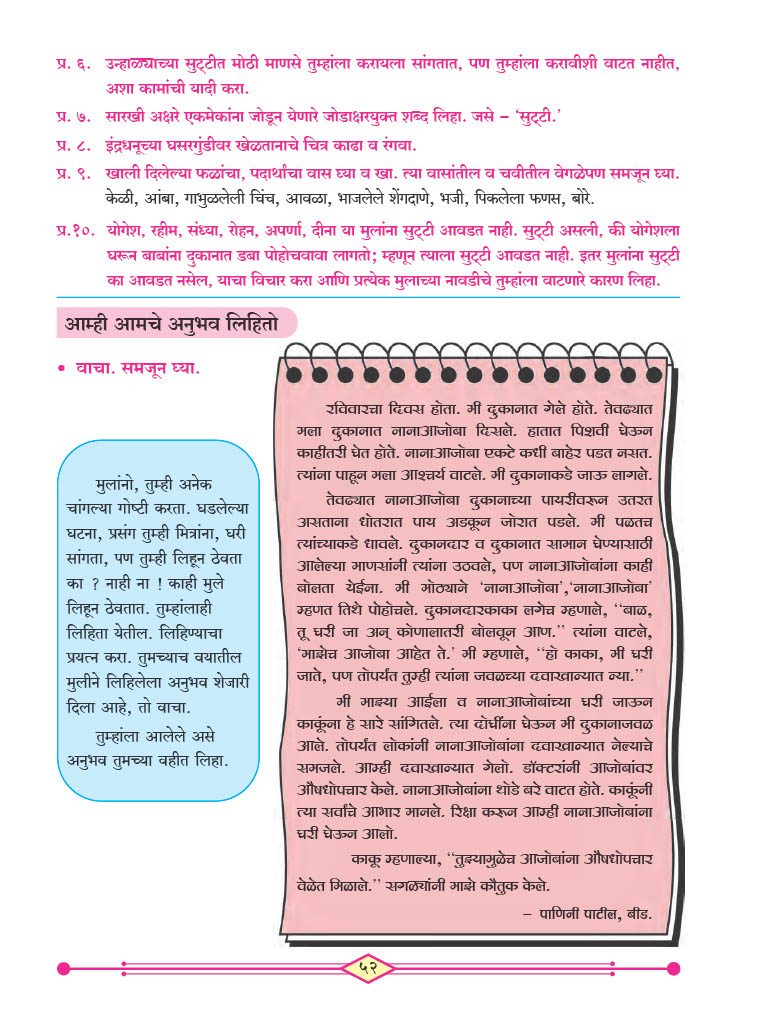 प्र. ६. उन्हाळ्याच्या सुट्टीत मोठी माणसे तुम्हांला करायला सांगतात, पण तुम्हांला करावीशी वाटत नाहीत,
अशा कामांची यादी करा.
प्र. ७. सारखी अक्षरे एकमेकांना जोडून येणारे जोडाक्षरयुक्त शब्द लिहा. जसे – ‘सुट्टी.’
प्र. ८. इंद्रधनूच्या घसरगुंडीवर खेळतानाचे चित्र काढा व रंगवा.
प्र. ९. खाली दिलेल्या फळांचा, पदार्थांचा वास घ्या व खा. त्या वासांतील व चवीतील वेगळेपण समजून घ्या.
केळी, आंबा, गाभुळलेली चिंच, आवळा, भाजलेले शेंगदाणे, भजी, पिकलेला फणस, बोरे.
प्र.१०. योगेश, रहीम, संध्या, रोहन, अपर्णा, दीना या मुलांना सुट्टी आवडत नाही. सुट्टी असली, की योगेशला
घरून बाबांना दुकानात डबा पोहोचवावा लागतो; म्हणून त्याला सुट्टी आवडत नाही. इतर मुलांना सुट्टी
का आवडत नसेल, याचा विचार करा आणि प्रत्येक मुलाच्या नावडीचे तुम्हांला वाटणारे कारण लिहा.
आम्ही आमचे अनुभव लिहितो
• वाचा. समजून घ्या.
मुलांनो, तुम्ही अनेक
चांगल्या गोष्टी करता. घडलेल्या
घटना, प्रसंग तुम्ही मित्रांना, घरी
सांगता, पण तुम्ही लिहून ठेवता
का ? नाही ना ! काही मुले
लिहून ठेवतात. तुम्हांलाही
लिहिता येतील. लिहिण्याचा
प्रयत्न करा. तुमच्याच वयातील
मुलीने लिहिलेला अनुभव शेजारी
दिला आहे, तो वाचा.
तुम्हांला आलेले असे
अनुभव तुमच्या वहीत लिहा.
रविवारचा दिवस होता. मी दुकानात गेले होते. तेवढ्यात
मला दुकानात नानाआजोबा दिसले. हातात पिशवी घेऊन
काहीतरी घेत होते. नानाआजोबा एकटे कधी बाहेर पडत नसत.
त्यांना पाहून मला आश्चर्य वाटले. मी दुकानाकडे जाऊ लागले.
तेवढ्यात नानाआजोबा दुकानाच्या पायरीवरून उतरत
असताना धोतरात पाय अडकून जोरात पडले. मी पळतच
त्यांच्याकडे धावले. दुकानदार व दुकानात सामान घेण्यासाठी
आलेल्या माणसांनी त्यांना उठवले, पण नानाआजोबांना काही
बोलता येईना. मी मोठ्याने ‘नानाआजोबा’,‘नानाआजोबा’
म्हणत तिथे पोहोचले. दुकानदारकाका लगेच म्हणाले, ‘‘बाळ,
तू घरी जा अन् कोणालातरी बोलवून आण.’’ त्यांना वाटले,
‘माझेच आजोबा आहेत ते.’ मी म्हणाले, ‘‘हो काका, मी घरी
जाते, पण तोपर्यंत तुम्ही त्यांना जवळच्या दवाखान्यात न्या.’’
मी माझ्या आईला व नानाआजोबांच्या घरी जाऊन
काकूंना हे सारे सांगितले. त्या दोघींना घेऊन मी दुकानाजवळ
आले. तोपर्यंत लोकांनी नानाआजोबांना दवाखान्यात नेल्याचे
समजले. आम्ही दवाखान्यात गेलो. डॉक्टरांनी आजोबांवर
औषधोपचार केले. नानाआजोबांना थोडे बरे वाटत होते. काकूंनी
त्या सर्वांचे आभार मानले. रिक्षा करून आम्ही नानाआजोबांना
घरी घेऊन आलो.
काकू म्हणाल्या, ‘‘तुझ्यामुळेच आजोबांना औषधोपचार
वेळेत मिळाले.’’ सगळ्यांनी माझे कौतुक केले.
– पाणिनी पाटील, बीड.
५२